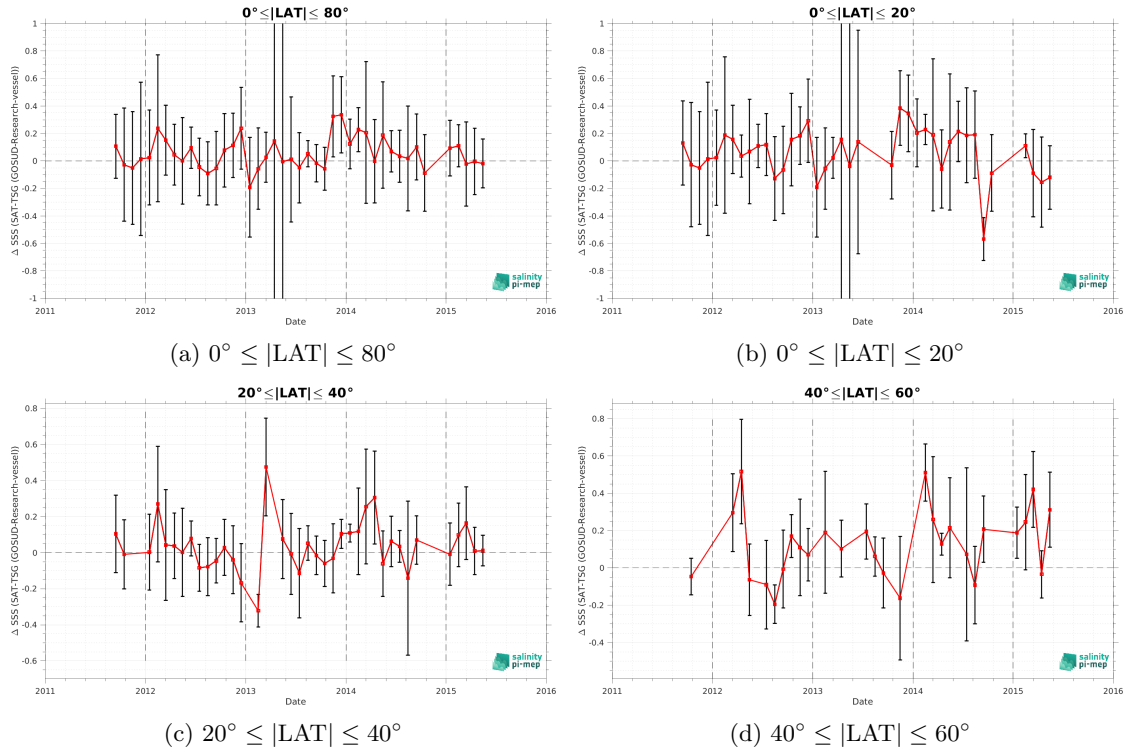 0°≤|LAT|≤ 80°
Δ SSS (SAT-TSG (GOSUD-Research-vessel))
1
0.8
0.6
0.4
0.2
0
-0.2
-0.4
-0.6
-0.8
-1
2011 2012 2013 2014 2015 2016
Date
salinity
pi-mep
(a) 0° ≤ |LAT| ≤ 80°
0°≤|LAT|≤ 20°
Δ SSS (SAT-TSG (GOSUD-Research-vessel))
1
0.8
0.6
0.4
0.2
0
-0.2
-0.4
-0.6
-0.8
-1
2011 2012 2013 2014 2015 2016
Date
salinity
pi-mep
(b) 0° ≤ |LAT| ≤ 20°
20°≤|LAT|≤ 40°
Δ SSS (SAT-TSG (GOSUD-Research-vessel))
0.8
0.6
0.4
0.2
0
-0.2
-0.4
-0.6
2011 2012 2013 2014 2015 2016
Date
salinity
pi-mep
(c) 20° ≤ |LAT| ≤ 40°
40°≤|LAT|≤ 60°
Δ SSS (SAT-TSG (GOSUD-Research-vessel))
0.8
0.6
0.4
0.2
0
-0.2
-0.4
2011 2012 2013 2014 2015 2016
Date
salinity
pi-mep
(d) 40° ≤ |LAT| ≤ 60°